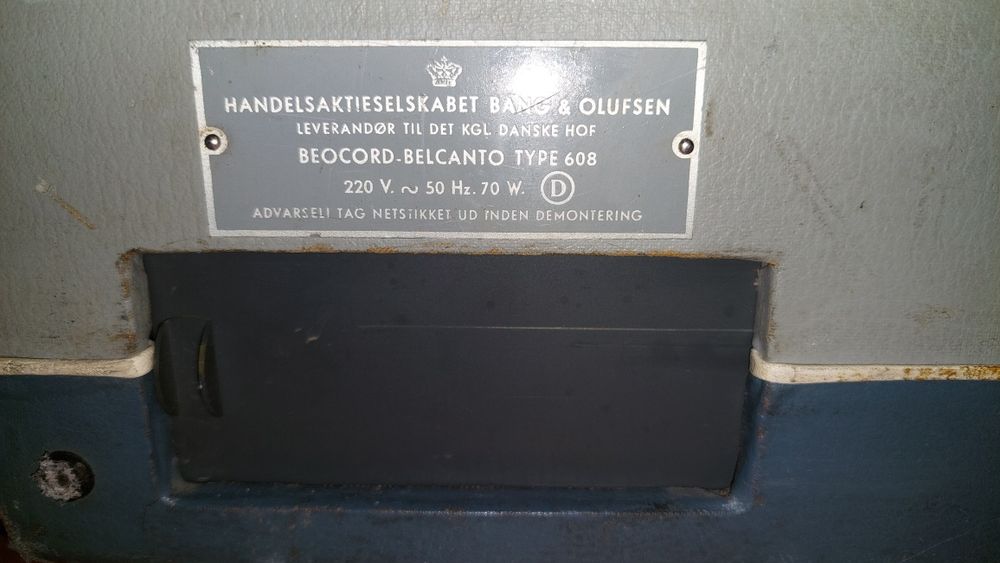 HANDELSAKTIESELSKABET BANG & OLUFSEN
LEVERANDØR TIL DET KGL. DANSKE HOF
BEOCORD-BELCANTO TYPE 608
220 V. ~ 50 Hz. 70 W. D
ADVARSEL! TAG NETSTIKKET UD INDEN DEMONTERING